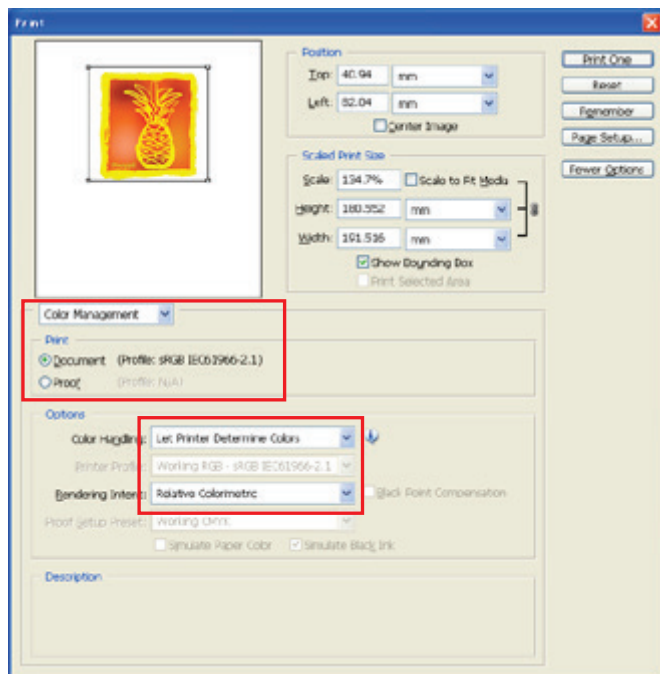 Print
Position
Top: 40.94 mm
Left: 82.04 mm
Center Image
Print One
Reset
Remember
Page Setup...
Fewer Options
Scaled Print Size
Scale: 134.7% Scale to Fit Media
Height: 180.552 mm
Width: 191.516 mm
Show Bounding Box
Print Selected Area
Color Management
Print
Document (Profile: sRGB IEC61966-2.1)
Proof (Profile: N/A)
Options
Color Handling: Let Printer Determine Colors
Printer Profile: Working RGB - sRGB IEC61966-2.1
Rendering Intent: Relative Colorimetric Black Point Compensation
Proof Setup Preset: Working CMYK
Simulate Paper Color Simulate Black Ink
Description